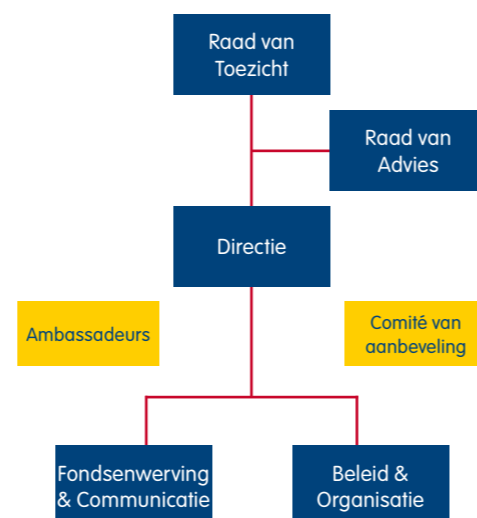 Raad van
Toezicht
Raad van
Advies
Directie
Ambassadeurs
Comité van
aanbeveling
Fondsenwerving
& Communicatie
Beleid &
Organisatie